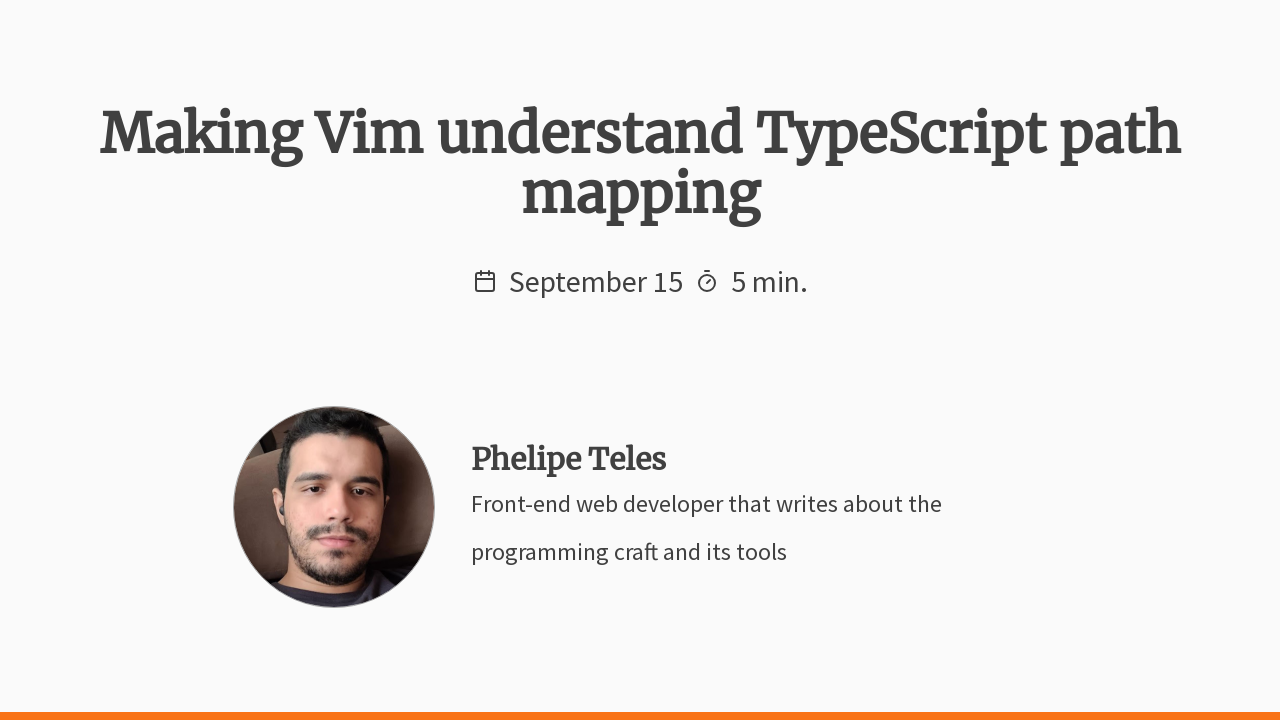 Making Vim understand TypeScript path
mapping
September 15 5 min.
Phelipe Teles
Front-end web developer that writes about the
programming craft and its tools